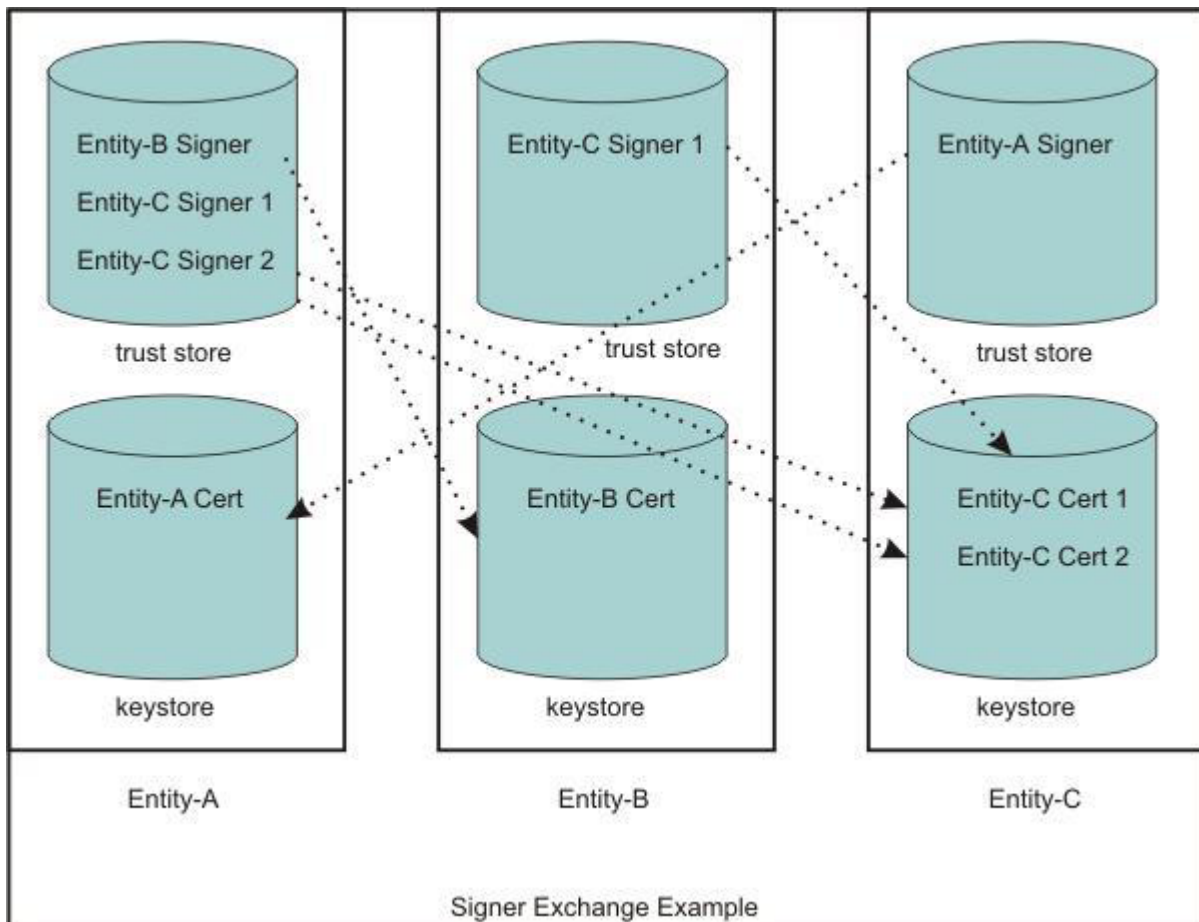 Entity-B Signer
Entity-C Signer 1
Entity-C Signer 2
trust store
Entity-A Cert
keystore
Entity-A
Entity-C Signer 1
trust store
Entity-B Cert
keystore
Entity-B
Entity-A Signer
trust store
Entity-C Cert 1
Entity-C Cert 2
keystore
Entity-C
Signer Exchange Example